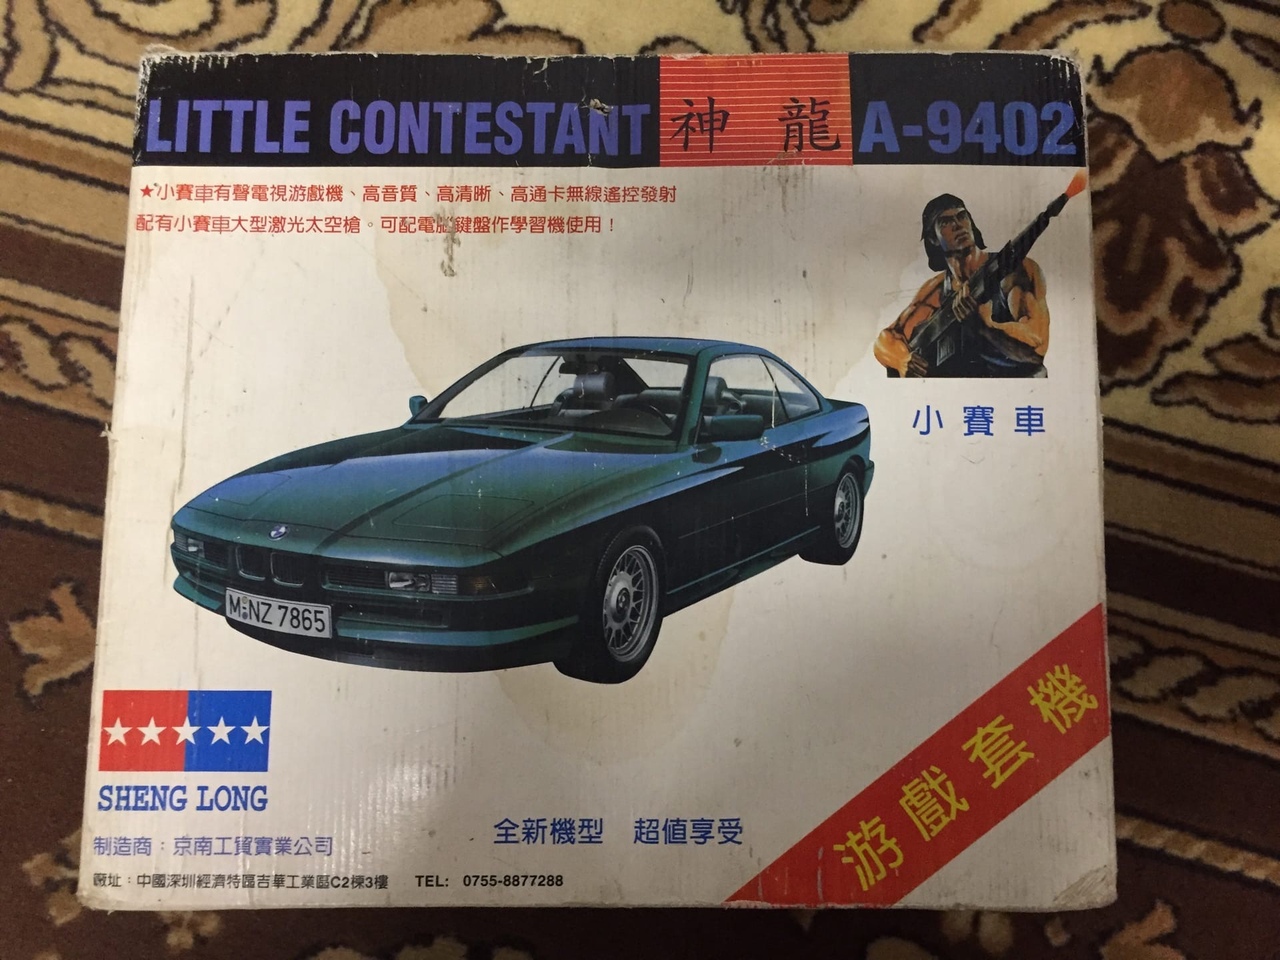 LITTLE CONTESTANT 神龍 A-9402
★小賽車有聲電視游戲機、高音質、高清晰、高通卡無線遙控發射
配有小賽車大型激光太空槍。可配電腦鍵盤作學習機使用！
小賽車
M NZ 7865
SHENG LONG
全新機型 超值享受
游戲套機
制造商：京南工貿實業公司
廠址：中國深圳經濟特區吉華工業區C2棟3樓 TEL: 0755-8877288